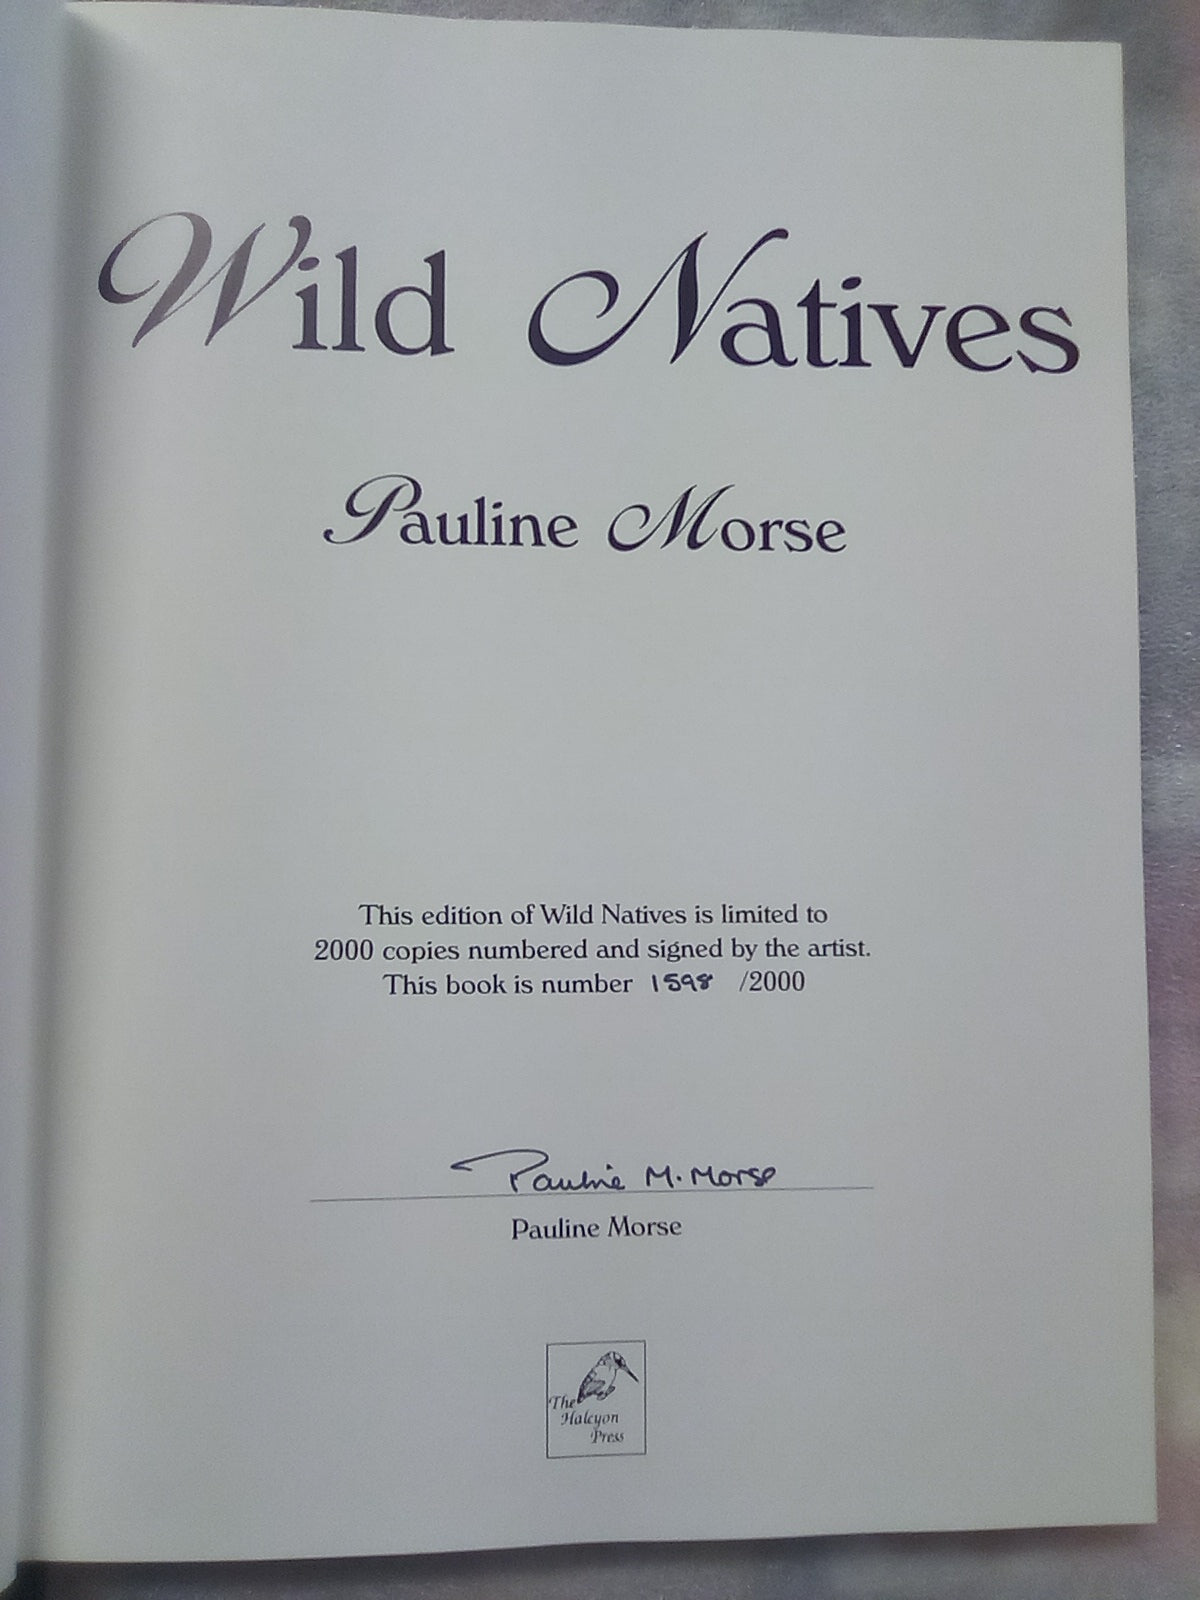 Wild Natives
Pauline Morse
This edition of Wild Natives is limited to
2000 copies numbered and signed by the artist.
This book is number 1598 /2000
Pauline M. Morse
Pauline Morse
The
Halcyon
Press